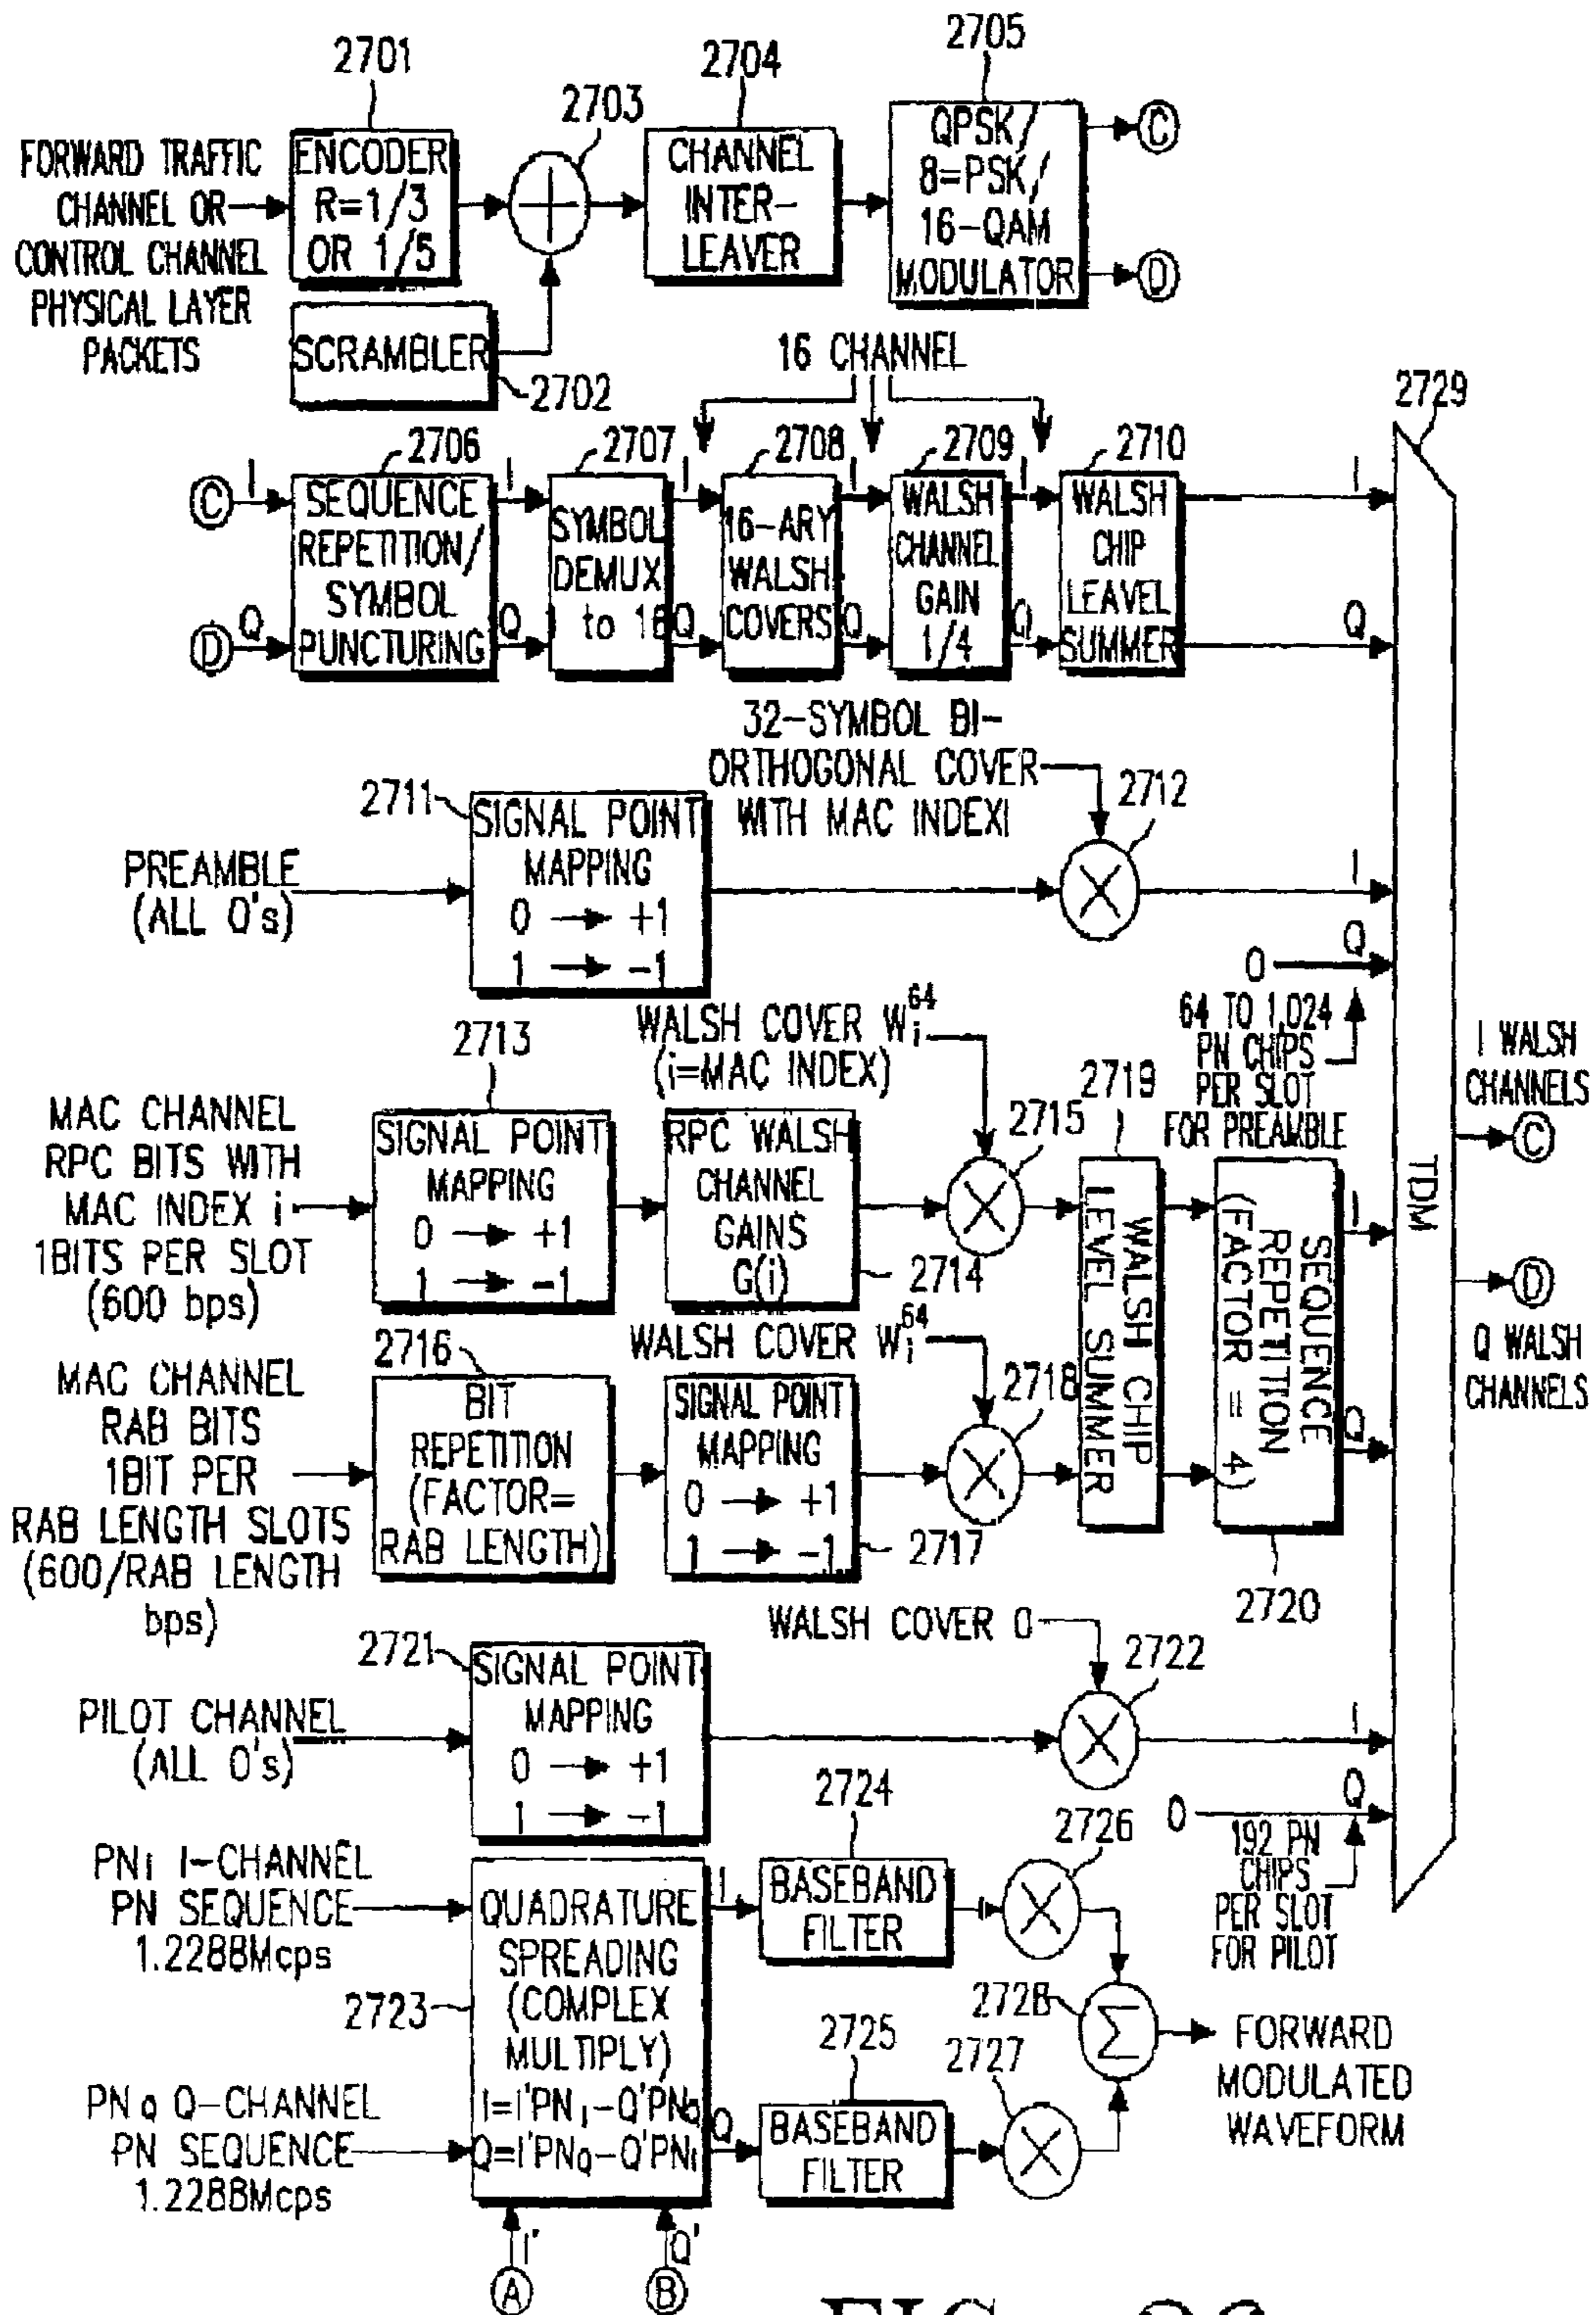 2701
2703
2704
2705
FORWARD TRAFFIC
CHANNEL OR
CONTROL CHANNEL
PHYSICAL LAYER
PACKETS
ENCODER
R=1/3
OR 1/5
CHANNEL
INTER-
LEAVER
QPSK/
8=PSK/
16-QAM
MODULATOR
C
D
SCRAMBLER
2702
16 CHANNEL
2729
2706
2707
2708
2709
2710
C
I
D
Q
SEQUENCE
REPETITION/
SYMBOL
PUNCTURING
I
Q
SYMBOL
DEMUX
1 to 16
I
Q
16-ARY
WALSH
COVERS
I
Q
WALSH
CHANNEL
GAIN
1/4
I
Q
WALSH
CHIP
LEAVEL
SUMMER
I
Q
32-SYMBOL BI-
ORTHOGONAL COVER
WITH MAC INDEXI
2711
2712
PREAMBLE
(ALL 0's)
SIGNAL POINT
MAPPING
0 → +1
1 → -1
I
Q
0
64 TO 1,024
PN CHIPS
PER SLOT
FOR PREAMBLE
2713
WALSH COVER W_i^64
(i=MAC INDEX)
2715
2719
MAC CHANNEL
RPC BITS WITH
MAC INDEX i
1BITS PER SLOT
(600 bps)
SIGNAL POINT
MAPPING
0 → +1
1 → -1
RPC WALSH
CHANNEL
GAINS
G(i)
2714
WALSH CHIP
LEVEL SUMMER
SEQUENCE
REPETITION
(FACTOR = 4)
I
Q
TDM
I WALSH
CHANNELS
C
D
Q WALSH
CHANNELS
2716
WALSH COVER W_i^64
2718
MAC CHANNEL
RAB BITS
1BIT PER
RAB LENGTH SLOTS
(600/RAB LENGTH
bps)
BIT
REPETITION
(FACTOR=
RAB LENGTH)
SIGNAL POINT
MAPPING
0 → +1
1 → -1
2717
2720
WALSH COVER 0
2721
2722
PILOT CHANNEL
(ALL 0's)
SIGNAL POINT
MAPPING
0 → +1
1 → -1
I
Q
0
192 PN
CHIPS
PER SLOT
FOR PILOT
2724
2726
PNI I-CHANNEL
PN SEQUENCE
1.2288Mcps
2723
PNQ Q-CHANNEL
PN SEQUENCE
1.2288Mcps
QUADRATURE
SPREADING
(COMPLEX
MULTIPLY)
I=I'PNI-Q'PNQ
Q=I'PNQ-Q'PNI
I
Q
BASEBAND
FILTER
2725
2727
BASEBAND
FILTER
2728
Σ
FORWARD
MODULATED
WAVEFORM
I'
Q'
A
B